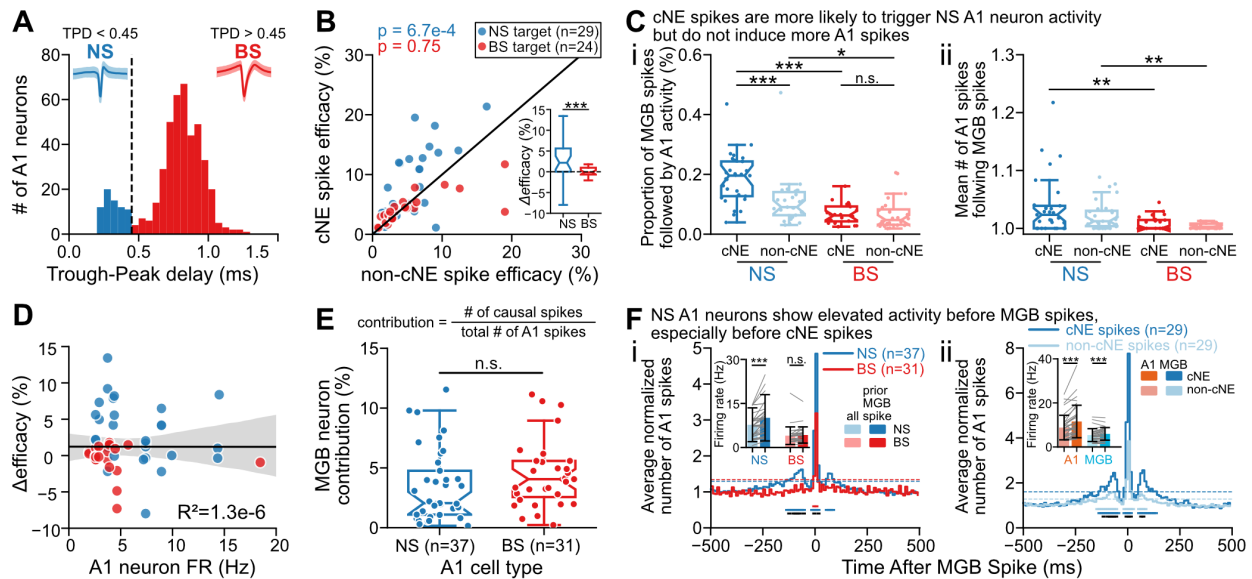 A
TPD < 0.45
TPD > 0.45
NS
BS
# of A1 neurons
80
60
40
20
0
0.0
0.5
1.0
1.5
Trough-Peak delay (ms)
B
p = 6.7e-4
p = 0.75
NS target (n=29)
BS target (n=24)
cNE spike efficacy (%)
30
20
10
0
0
10
20
30
non-cNE spike efficacy (%)
***
Δefficacy (%)
15
10
5
0
−5
−10
NS
BS
C
cNE spikes are more likely to trigger NS A1 neuron activity
but do not induce more A1 spikes
i
Proportion of MGB spikes
followed by A1 activity (%)
0.6
0.4
0.2
0.0
*
***
***
n.s.
cNE
non-cNE
cNE
non-cNE
NS
BS
ii
Mean # of A1 spikes
follwing MGB spikes
1.3
1.2
1.1
1.0
**
**
cNE
non-cNE
cNE
non-cNE
NS
BS
D
Δefficacy (%)
15
10
5
0
−5
−10
R²=1.3e-6
0
5
10
15
20
A1 neuron FR (Hz)
E
contribution =
# of causal spikes
total # of A1 spikes
n.s.
MGB neuron
contribution (%)
15
10
5
0
NS (n=37)
BS (n=31)
A1 cell type
F
NS A1 neurons show elevated activity before MGB spikes,
especially before cNE spikes
i
Average normalized
number of A1 spikes
5
4
3
2
1
0
NS (n=37)
BS (n=31)
prior
MGB
all spike
NS
BS
Firing rate (Hz)
30
15
0
***
n.s.
NS
BS
−500
−250
0
250
500
ii
cNE spikes (n=29)
non-cNE spikes (n=29)
Average normalized
number of A1 spikes
8
6
4
2
0
Firing rate (Hz)
40
20
0
***
***
A1
MGB
A1 MGB
cNE
non-cNE
−500
−250
0
250
500
Time After MGB Spike (ms)